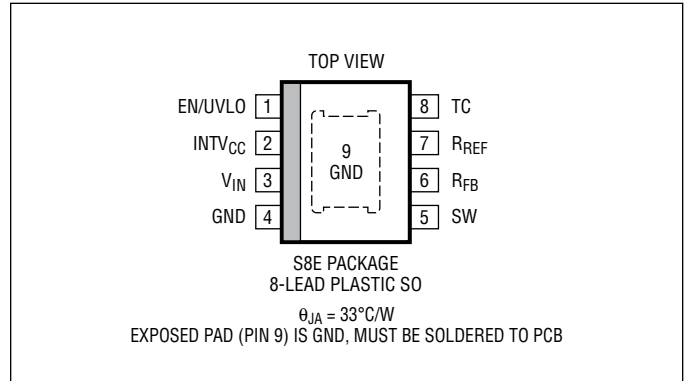 TOP VIEW
EN/UVLO 1
INTVCC 2
VIN 3
GND 4
9
GND
8 TC
7 RREF
6 RFB
5 SW
S8E PACKAGE
8-LEAD PLASTIC SO
θJA = 33°C/W
EXPOSED PAD (PIN 9) IS GND, MUST BE SOLDERED TO PCB